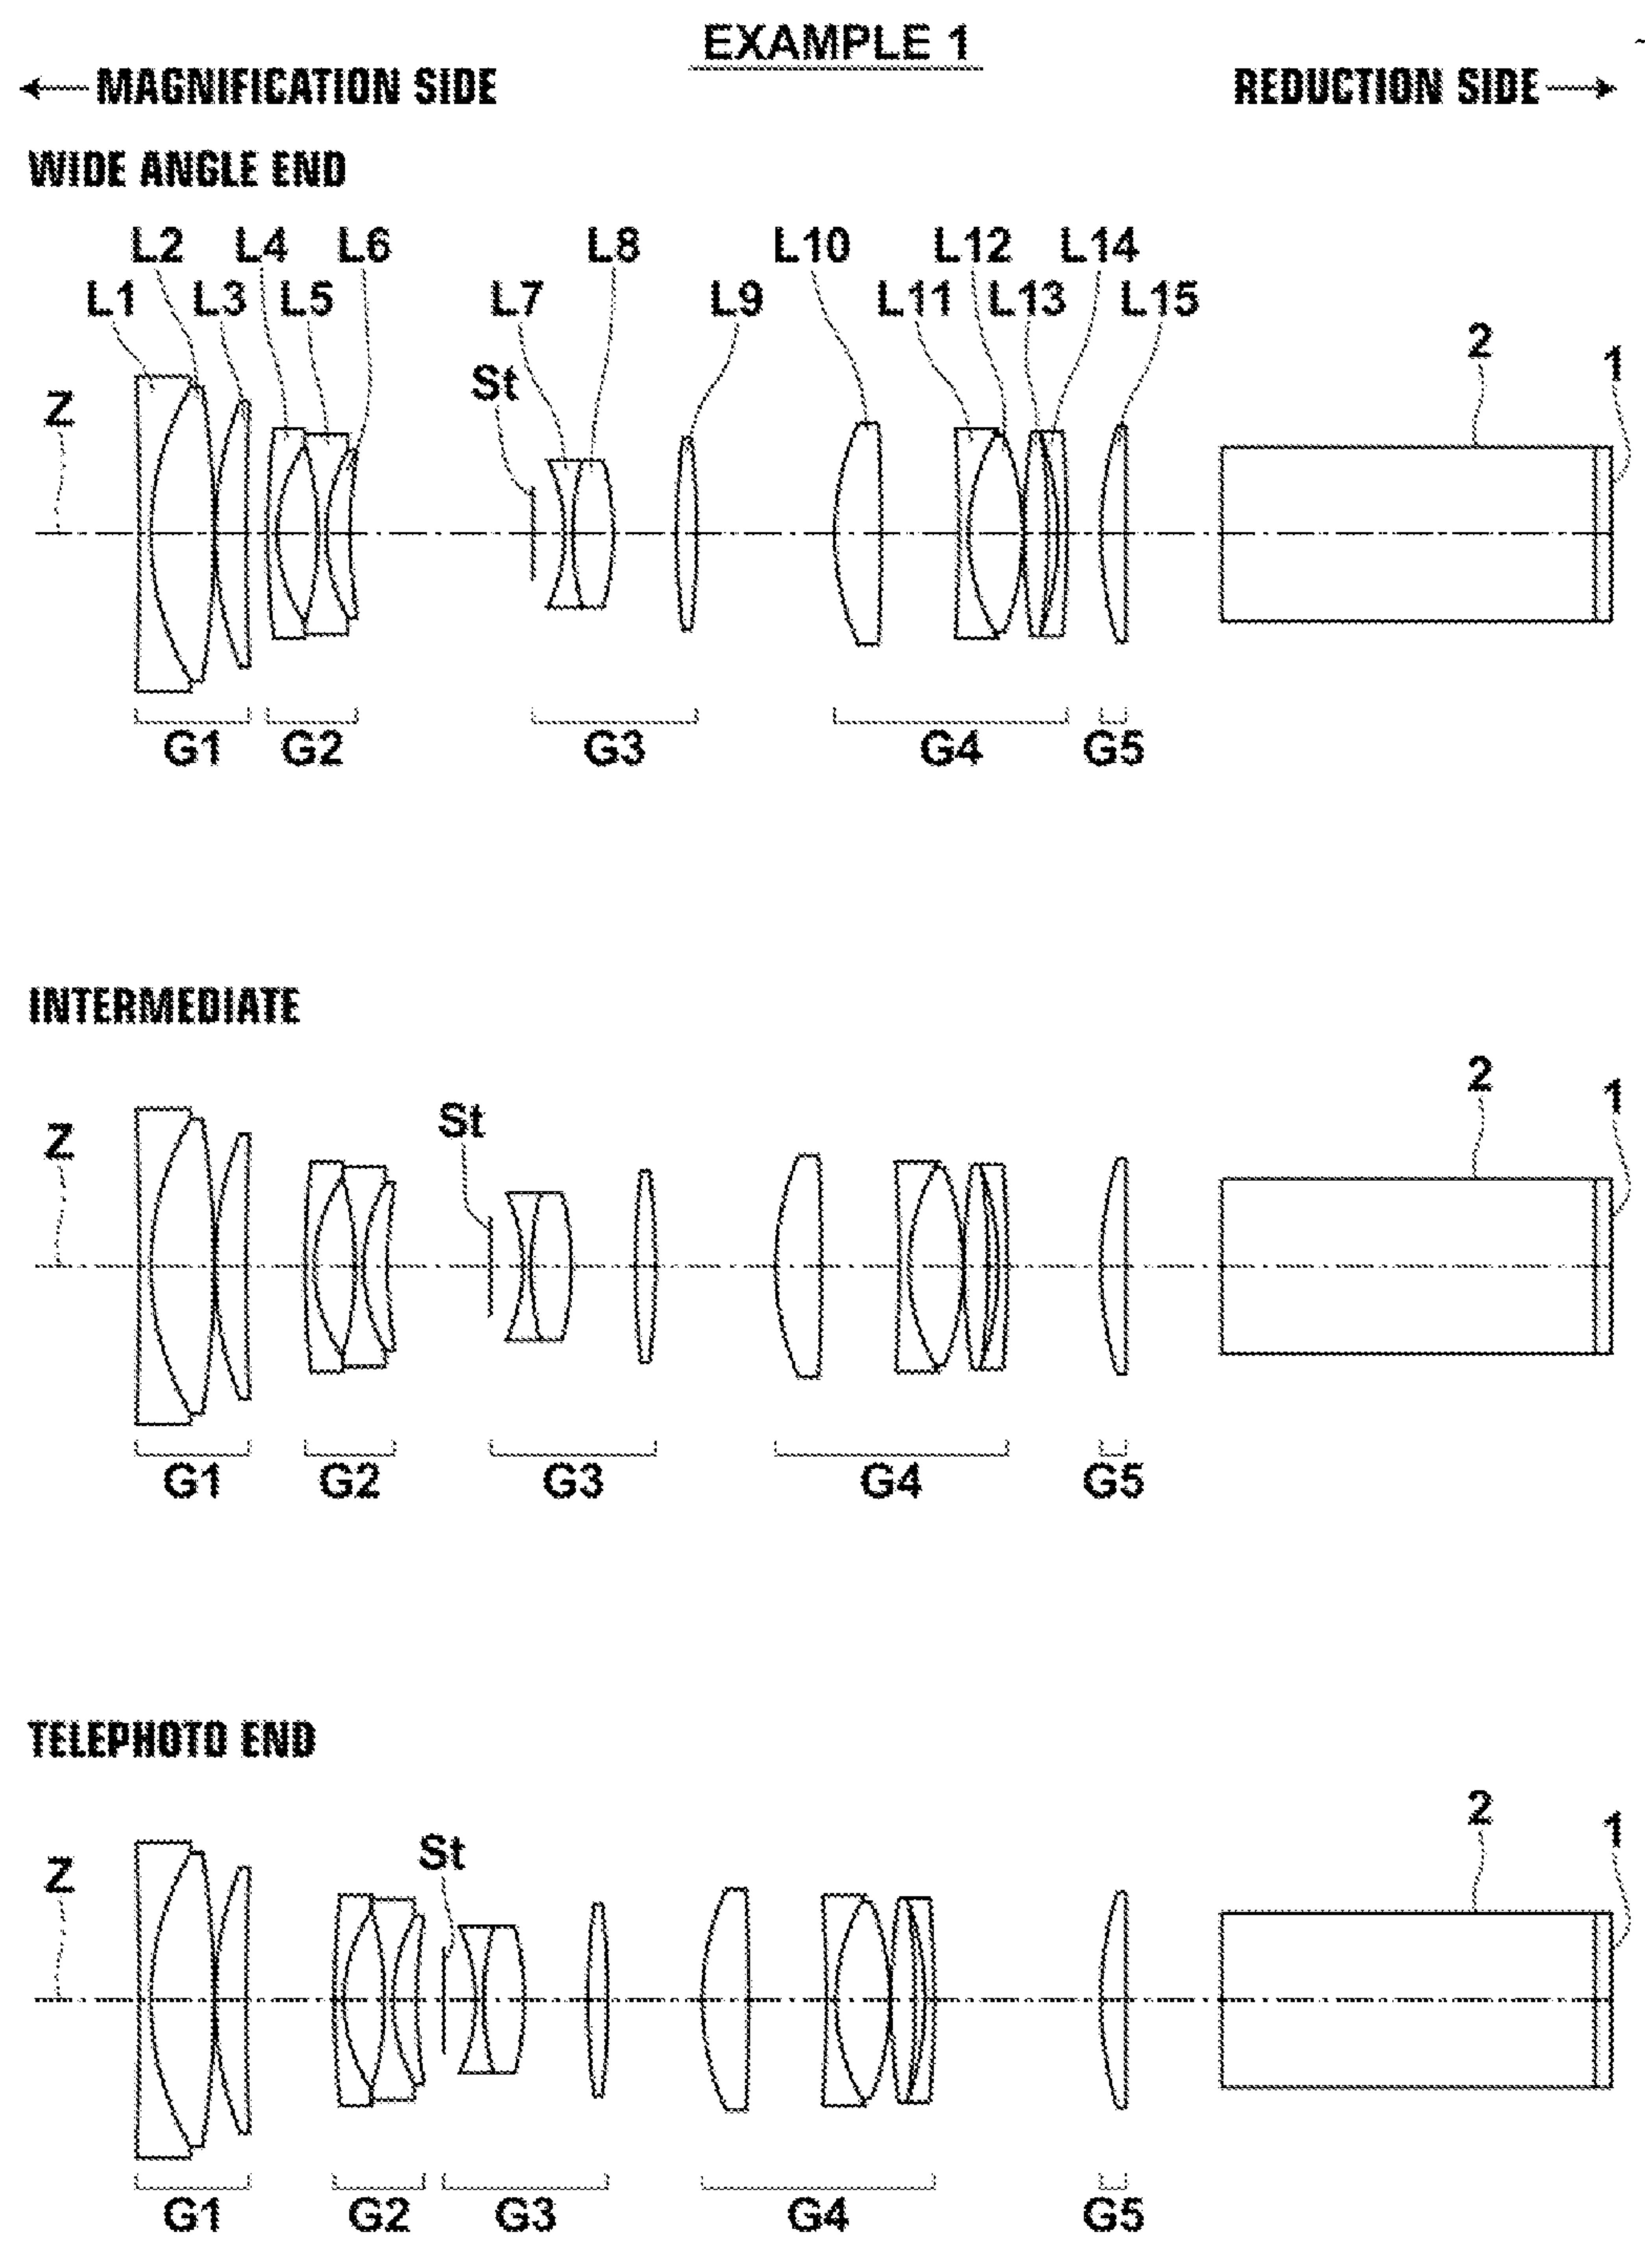 EXAMPLE 1
MAGNIFICATION SIDE REDUCTION SIDE
WIDE ANGLE END
L2 L4 L6 L8 L10 L12 L14
L1 L3 L5 L7 L9 L11 L13 L15
2
1
St
Z
G1 G2 G3 G4 G5
INTERMEDIATE
2
1
St
Z
G1 G2 G3 G4 G5
TELEPHOTO END
2
1
St
Z
G1 G2 G3 G4 G5